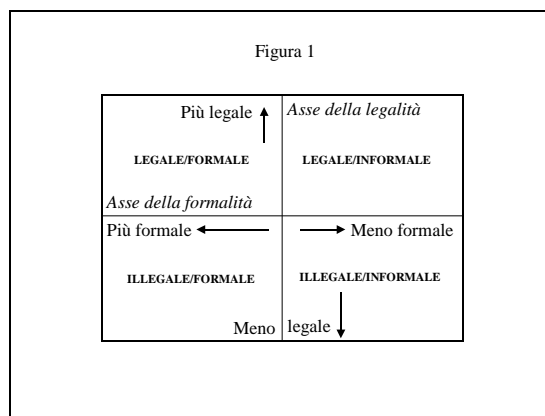 Figura 1
Più legale
Asse della legalità
LEGALE/FORMALE
LEGALE/INFORMALE
Asse della formalità
Più formale
Meno formale
ILLEGALE/FORMALE
ILLEGALE/INFORMALE
Meno legale